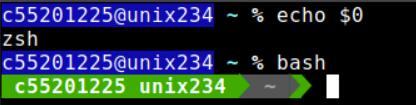 c55201225@unix234 ~ % echo $0
zsh
c55201225@unix234 ~ % bash
c55201225 unix234 ~